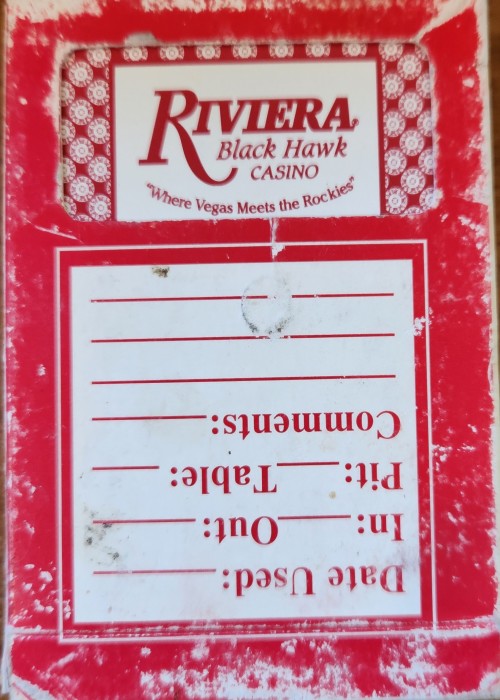 RIVIERA
Black Hawk
CASINO
"Where Vegas Meets the Rockies"
Date Used:
In: Out:
Pit: Table:
Comments: